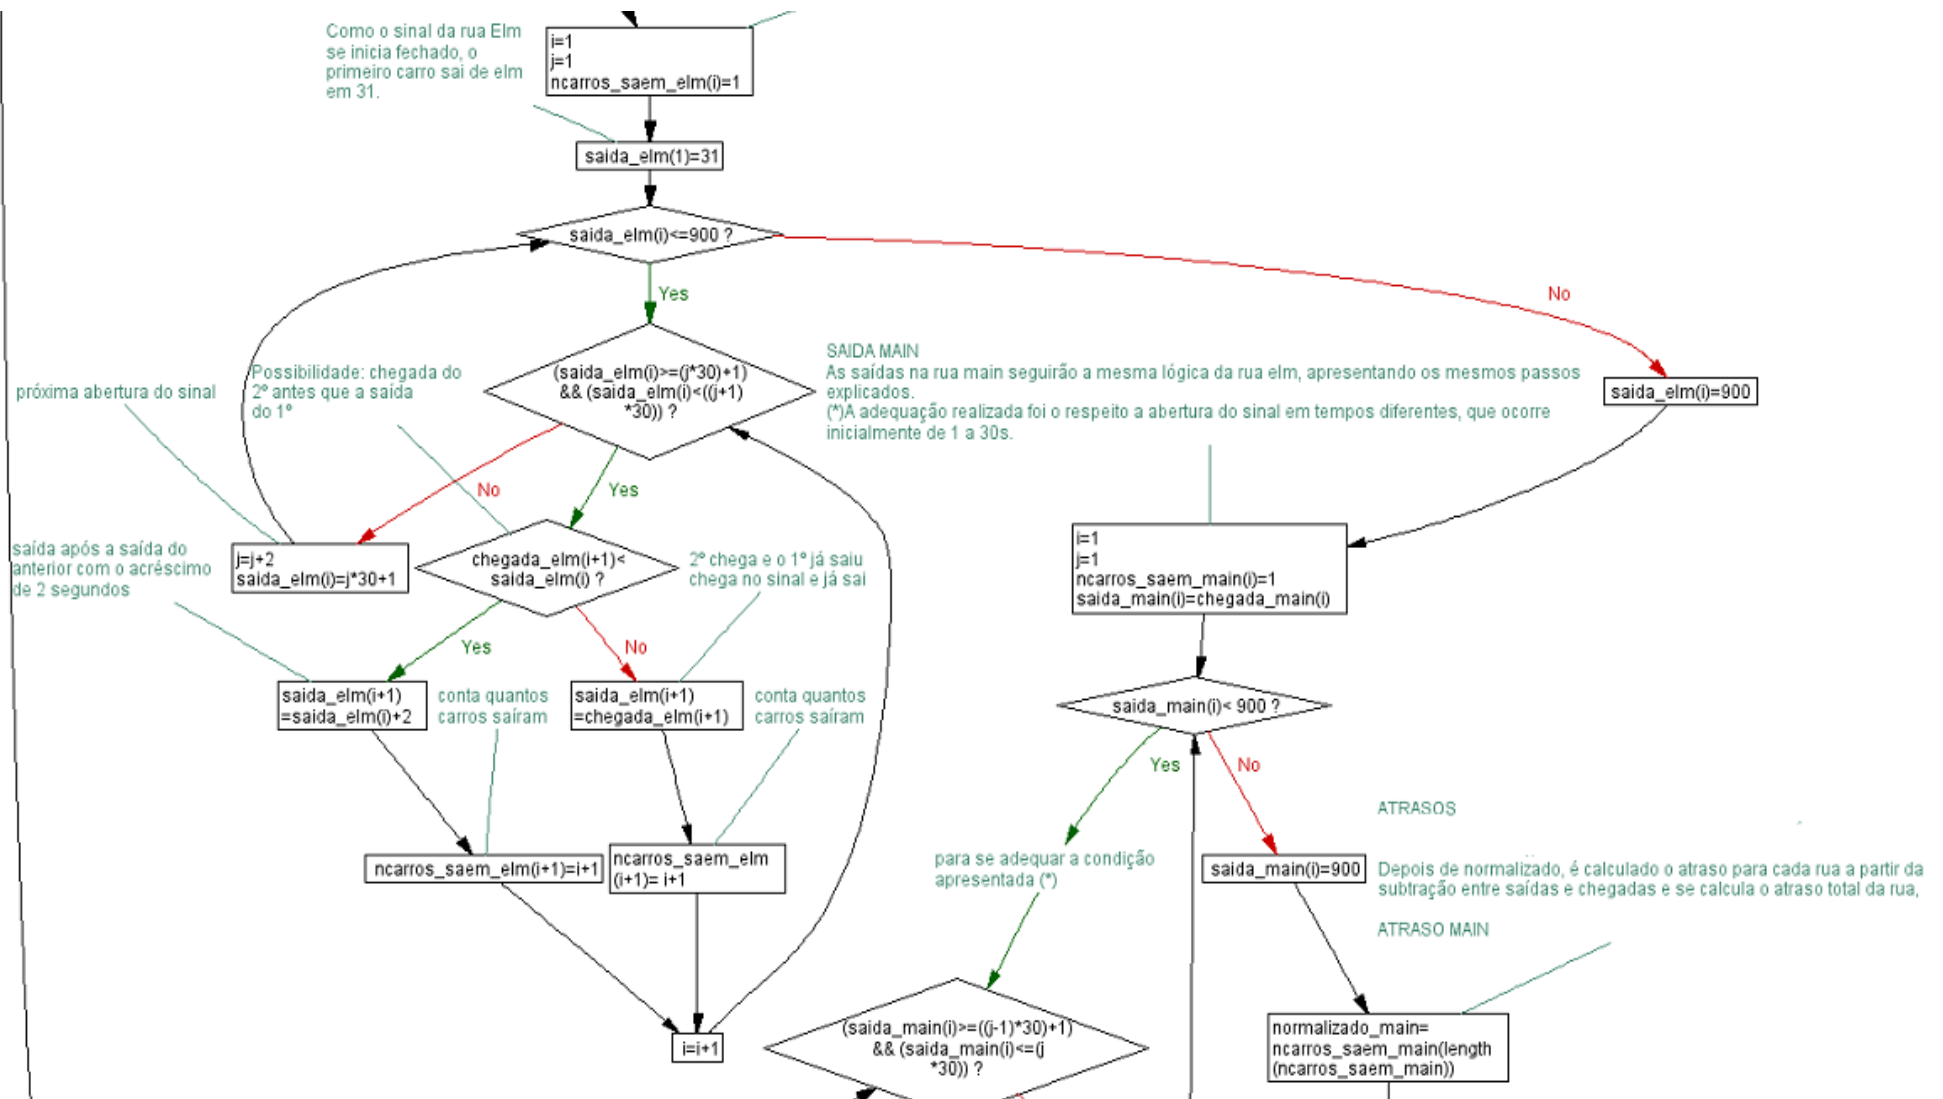 Como o sinal da rua Elm
se inicia fechado, o
primeiro carro sai de elm
em 31.
i=1
j=1
ncarros_saem_elm(i)=1
saida_elm(1)=31
saida_elm(i)<=900 ?
Yes
No
(saida_elm(i)>=(j*30)+1)
&& (saida_elm(i)<((j+1)
*30)) ?
Possibilidade: chegada do
2º antes que a saída
do 1º
próxima abertura do sinal
SAIDA MAIN
As saídas na rua main seguirão a mesma lógica da rua elm, apresentando os mesmos passos
explicados.
(*)A adequação realizada foi o respeito a abertura do sinal em tempos diferentes, que ocorre
inicialmente de 1 a 30s.
saida_elm(i)=900
No
Yes
saída após a saída do
anterior com o acréscimo
de 2 segundos
j=j+2
saida_elm(i)=j*30+1
chegada_elm(i+1)<
saida_elm(i) ?
2º chega e o 1º já saiu
chega no sinal e já sai
i=1
j=1
ncarros_saem_main(i)=1
saida_main(i)=chegada_main(i)
Yes
No
saida_elm(i+1)
=saida_elm(i)+2
conta quantos
carros saíram
saida_elm(i+1)
=chegada_elm(i+1)
conta quantos
carros saíram
saida_main(i)< 900 ?
Yes
No
ATRASOS
ncarros_saem_elm(i+1)=i+1
ncarros_saem_elm
(i+1)= i+1
para se adequar a condição
apresentada (*)
saida_main(i)=900
Depois de normalizado, é calculado o atraso para cada rua a partir da
subtração entre saídas e chegadas e se calcula o atraso total da rua,
ATRASO MAIN
i=i+1
(saida_main(i)>=((j-1)*30)+1)
&& (saida_main(i)<=(j
*30)) ?
normalizado_main=
ncarros_saem_main(length
(ncarros_saem_main))